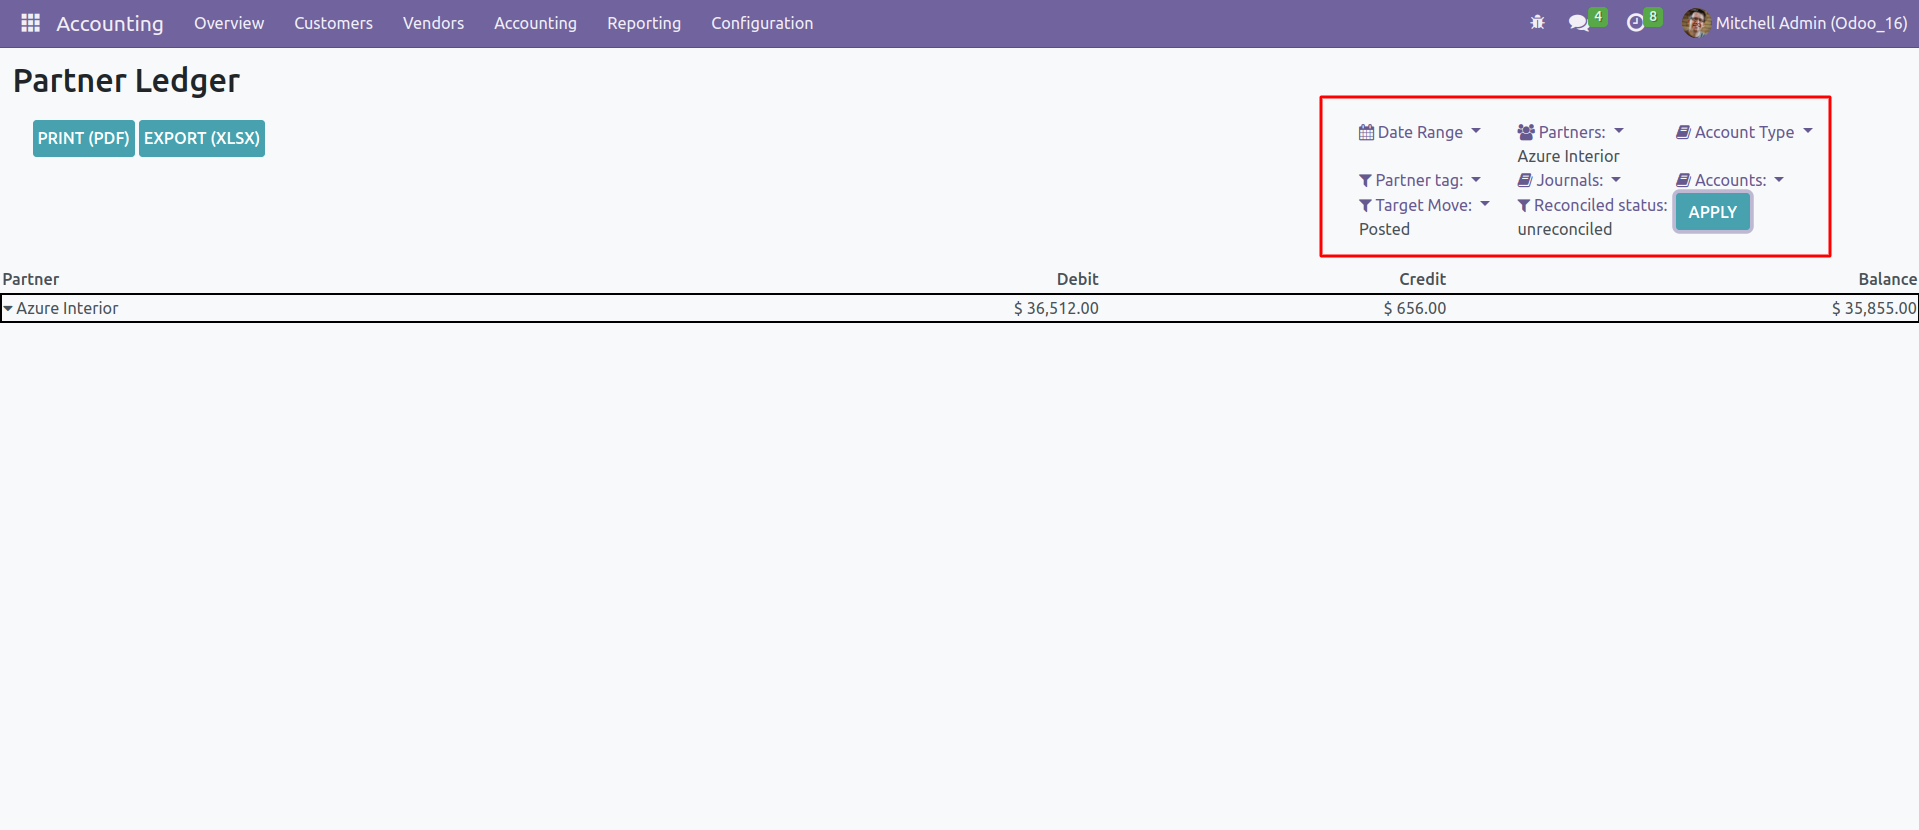 Accounting Overview Customers Vendors Accounting Reporting Configuration 4 8 Mitchell Admin (Odoo_16)
Partner Ledger
PRINT (PDF) EXPORT (XLSX)
Date Range Partners: Account Type
Azure Interior
Partner tag: Journals: Accounts:
Target Move: Reconciled status: APPLY
Posted unreconciled
Partner Debit Credit Balance
Azure Interior $ 36,512.00 $ 656.00 $ 35,855.00